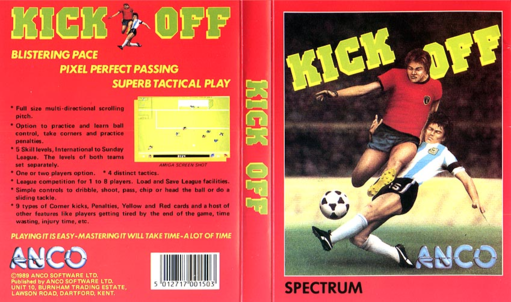 KICK OFF
BLISTERING PACE
PIXEL PERFECT PASSING
SUPERB TACTICAL PLAY
* Full size multi-directional scrolling
pitch.
* Option to practice and learn ball
control, take corners and practice
penalties.
* 5 Skill levels, International to Sunday
League. The levels of both teams
set separately.
AMIGA SCREEN SHOT
* One or two players option. * 4 distinct tactics.
* League competition for 1 to 8 players. Load and Save League facilities.
* Simple controls to dribble, shoot, pass, chip or head the ball or do a
sliding tackle.
* 9 types of Corner kicks, Penalties, Yellow and Red cards and a host of
other features like players getting tired by the end of the game, time
wasting, injury time, etc.
PLAYING IT IS EASY-MASTERING IT WILL TAKE TIME-A LOT OF TIME
ANCO
©1989 ANCO SOFTWARE LTD.
Published by ANCO SOFTWARE LTD.
UNIT 10, BURNHAM TRADING ESTATE,
LAWSON ROAD, DARTFORD, KENT.
5 012717 001503
KICK OFF
KICK OFF
15
ANCO
SPECTRUM